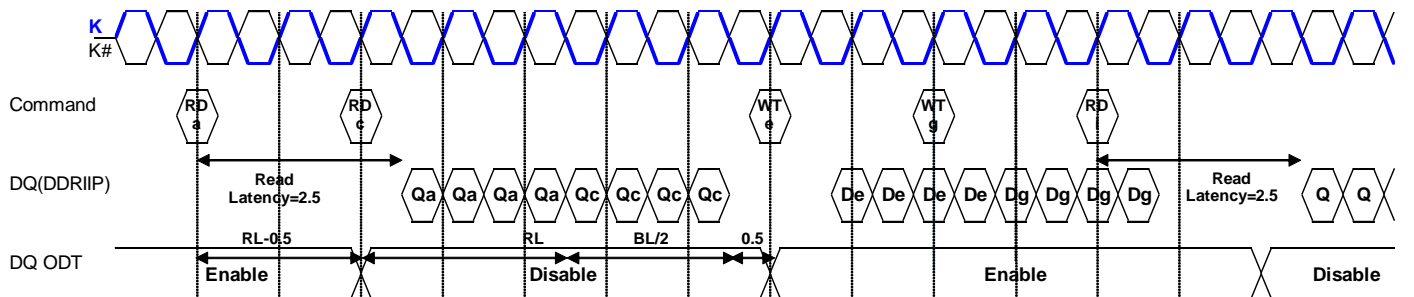 K
K#
Command
RD
a
RD
c
WT
e
WT
g
RD
i
DQ(DDRIIP)
Read
Latency=2.5
Qa Qa Qa Qa Qc Qc Qc Qc
De De De De Dg Dg Dg Dg
Read
Latency=2.5
Q Q
RL-0.5 RL BL/2 0.5
DQ ODT
Enable Disable Enable Disable